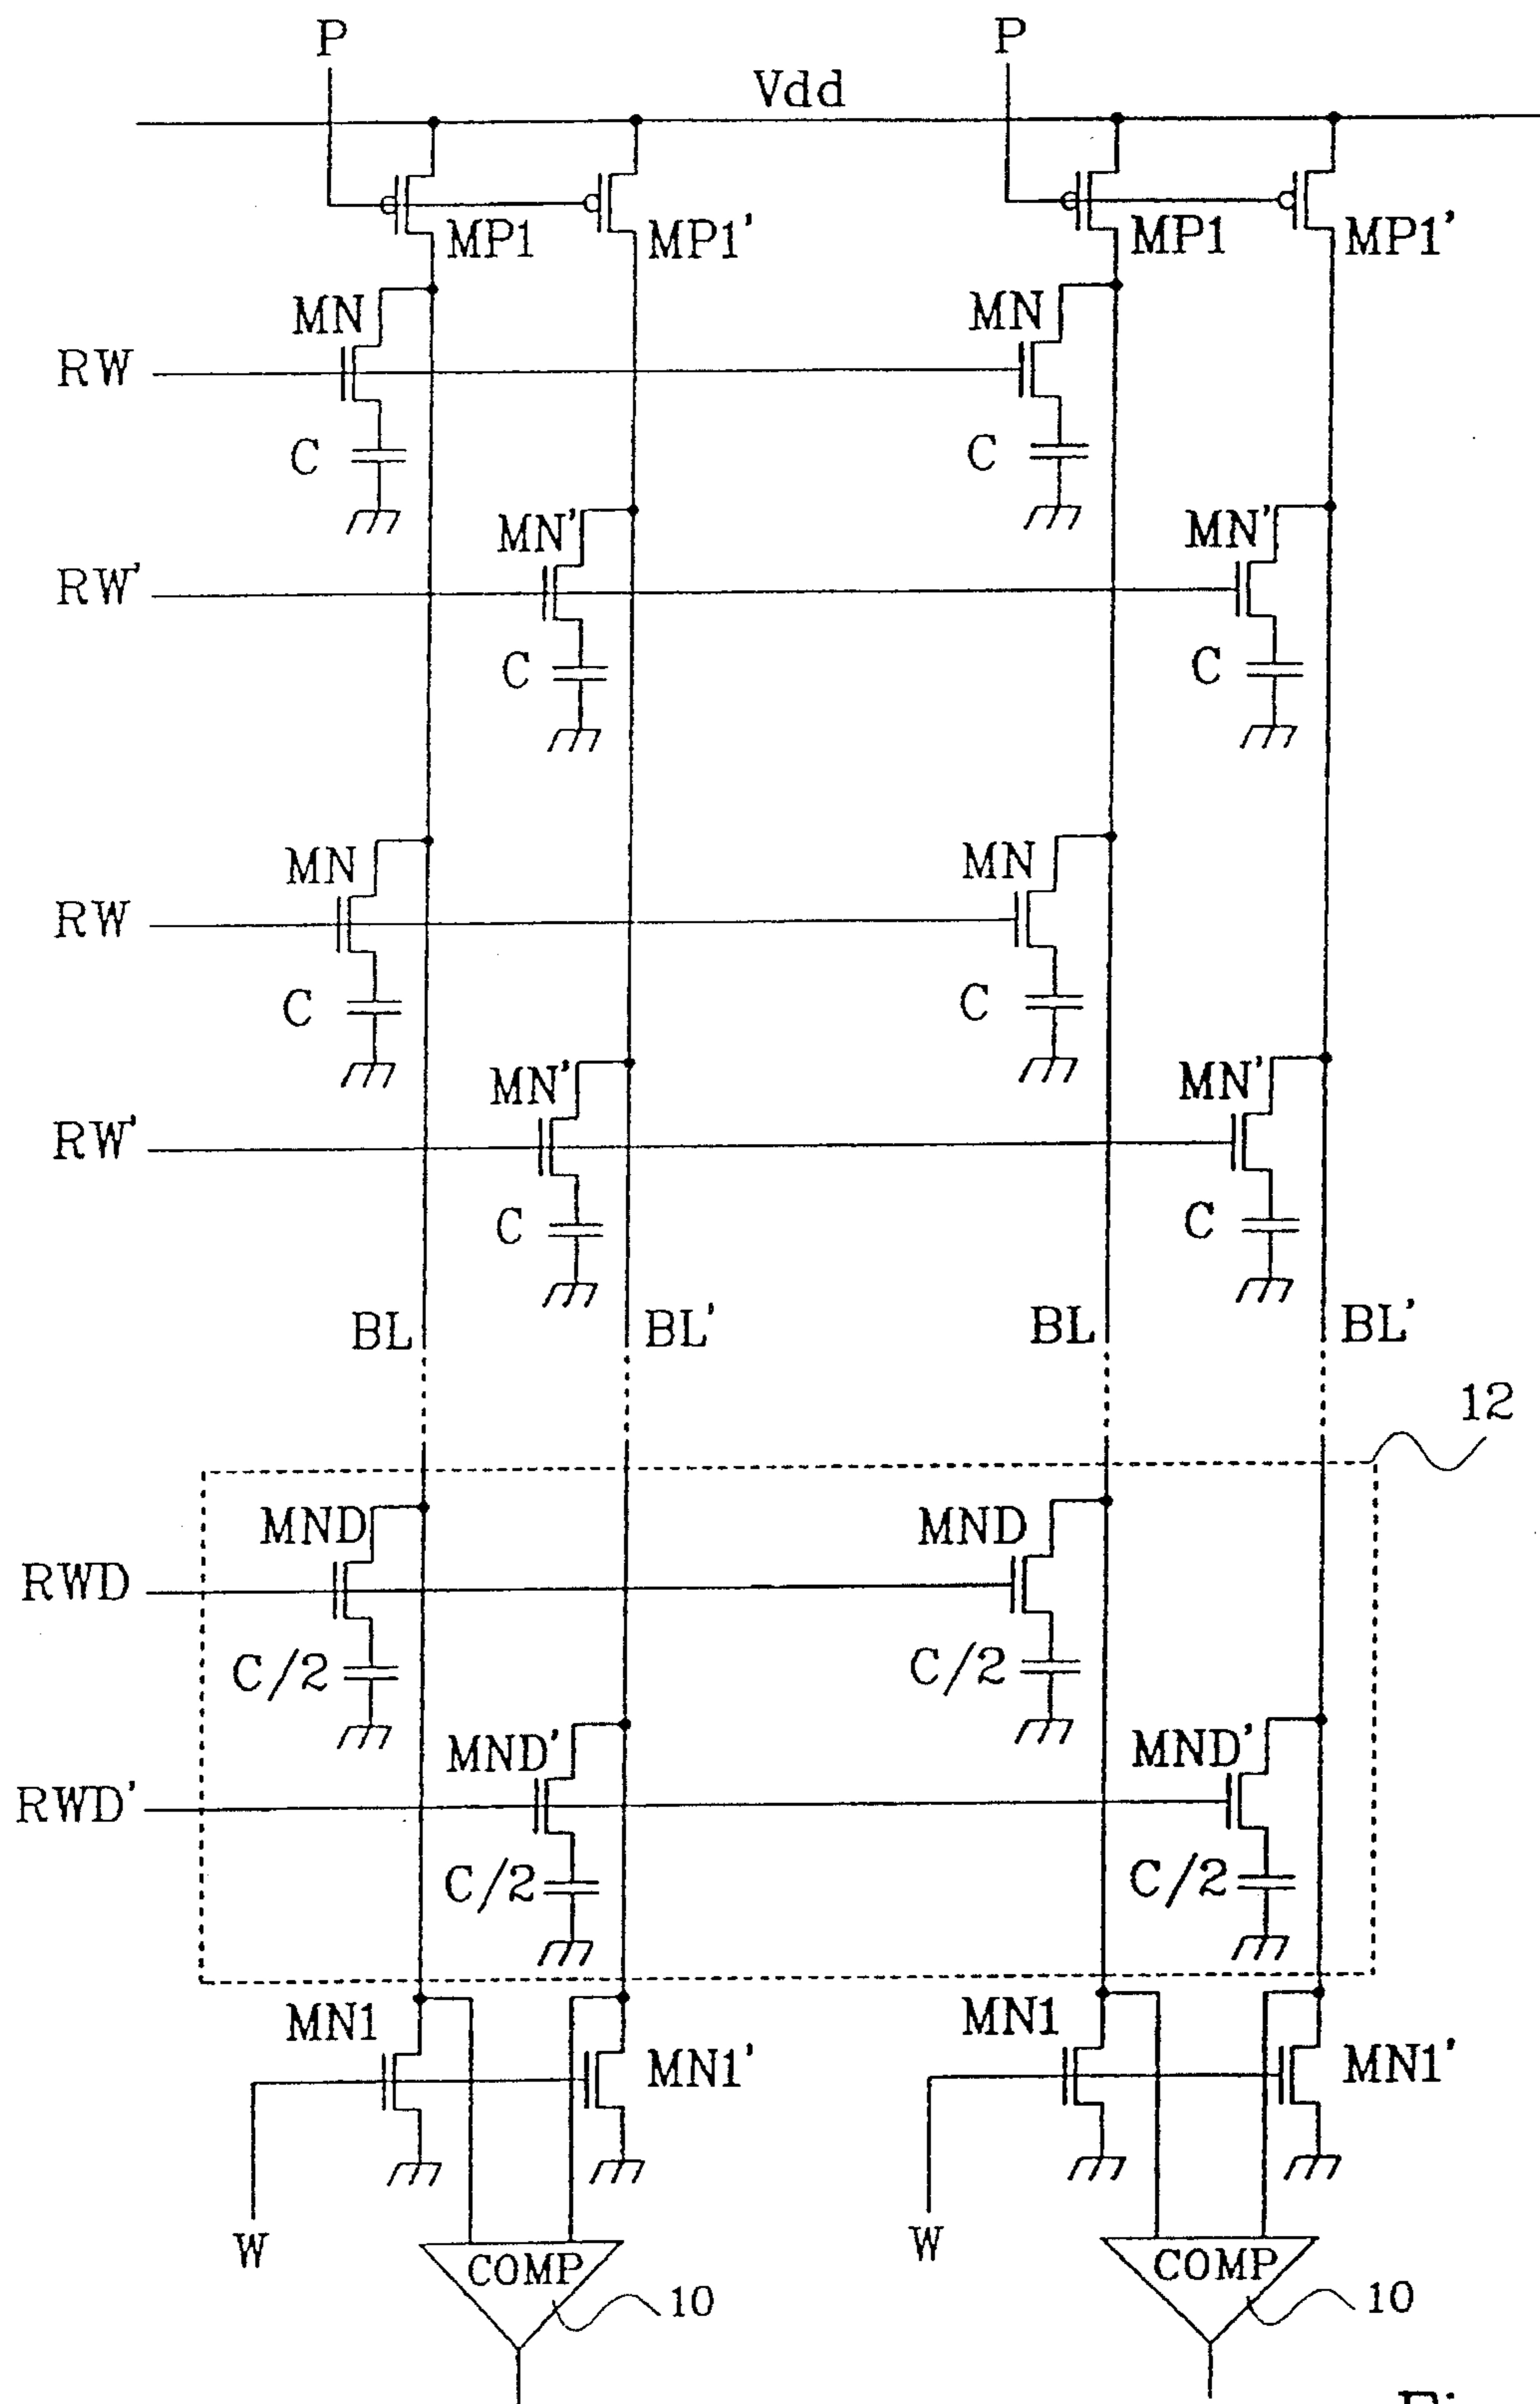 P P
Vdd
MP1 MP1' MP1 MP1'
MN MN
RW
C C
MN' MN'
RW'
C C
MN MN
RW
C C
MN' MN'
RW'
C C
BL BL' BL BL'
12
MND MND
RWD
C/2 C/2
MND' MND'
RWD'
C/2 C/2
MN1 MN1' MN1 MN1'
W W
COMP COMP
10 10